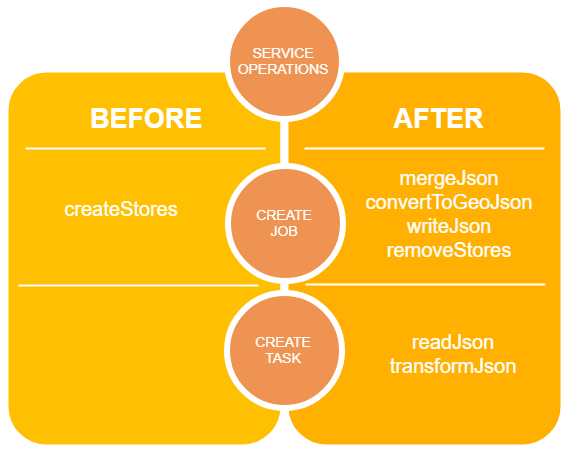 SERVICE
OPERATIONS
BEFORE
AFTER
createStores
CREATE
JOB
mergeJson
convertToGeoJson
writeJson
removeStores
CREATE
TASK
readJson
transformJson